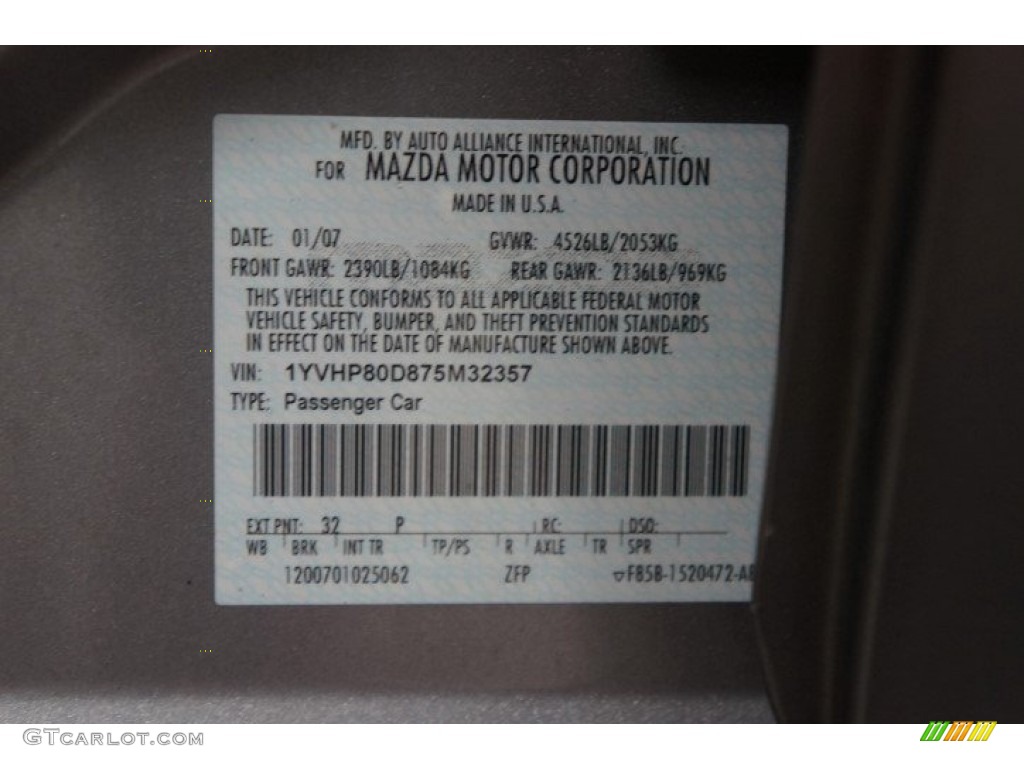 MFD. BY AUTO ALLIANCE INTERNATIONAL, INC.
FOR MAZDA MOTOR CORPORATION
MADE IN U.S.A.
DATE: 01/07 GVWR: 4526LB/2053KG
FRONT GAWR: 2390LB/1084KG REAR GAWR: 2136LB/969KG
THIS VEHICLE CONFORMS TO ALL APPLICABLE FEDERAL MOTOR
VEHICLE SAFETY, BUMPER, AND THEFT PREVENTION STANDARDS
IN EFFECT ON THE DATE OF MANUFACTURE SHOWN ABOVE.
VIN: 1YVHP80D875M32357
TYPE: Passenger Car
EXT PNT: 32 P RC: DSO:
WB BRK INT TR TP/PS R AXLE TR SPR
1200701025062 ZFP F85B-1520472-AB
GTCARLOT.COM